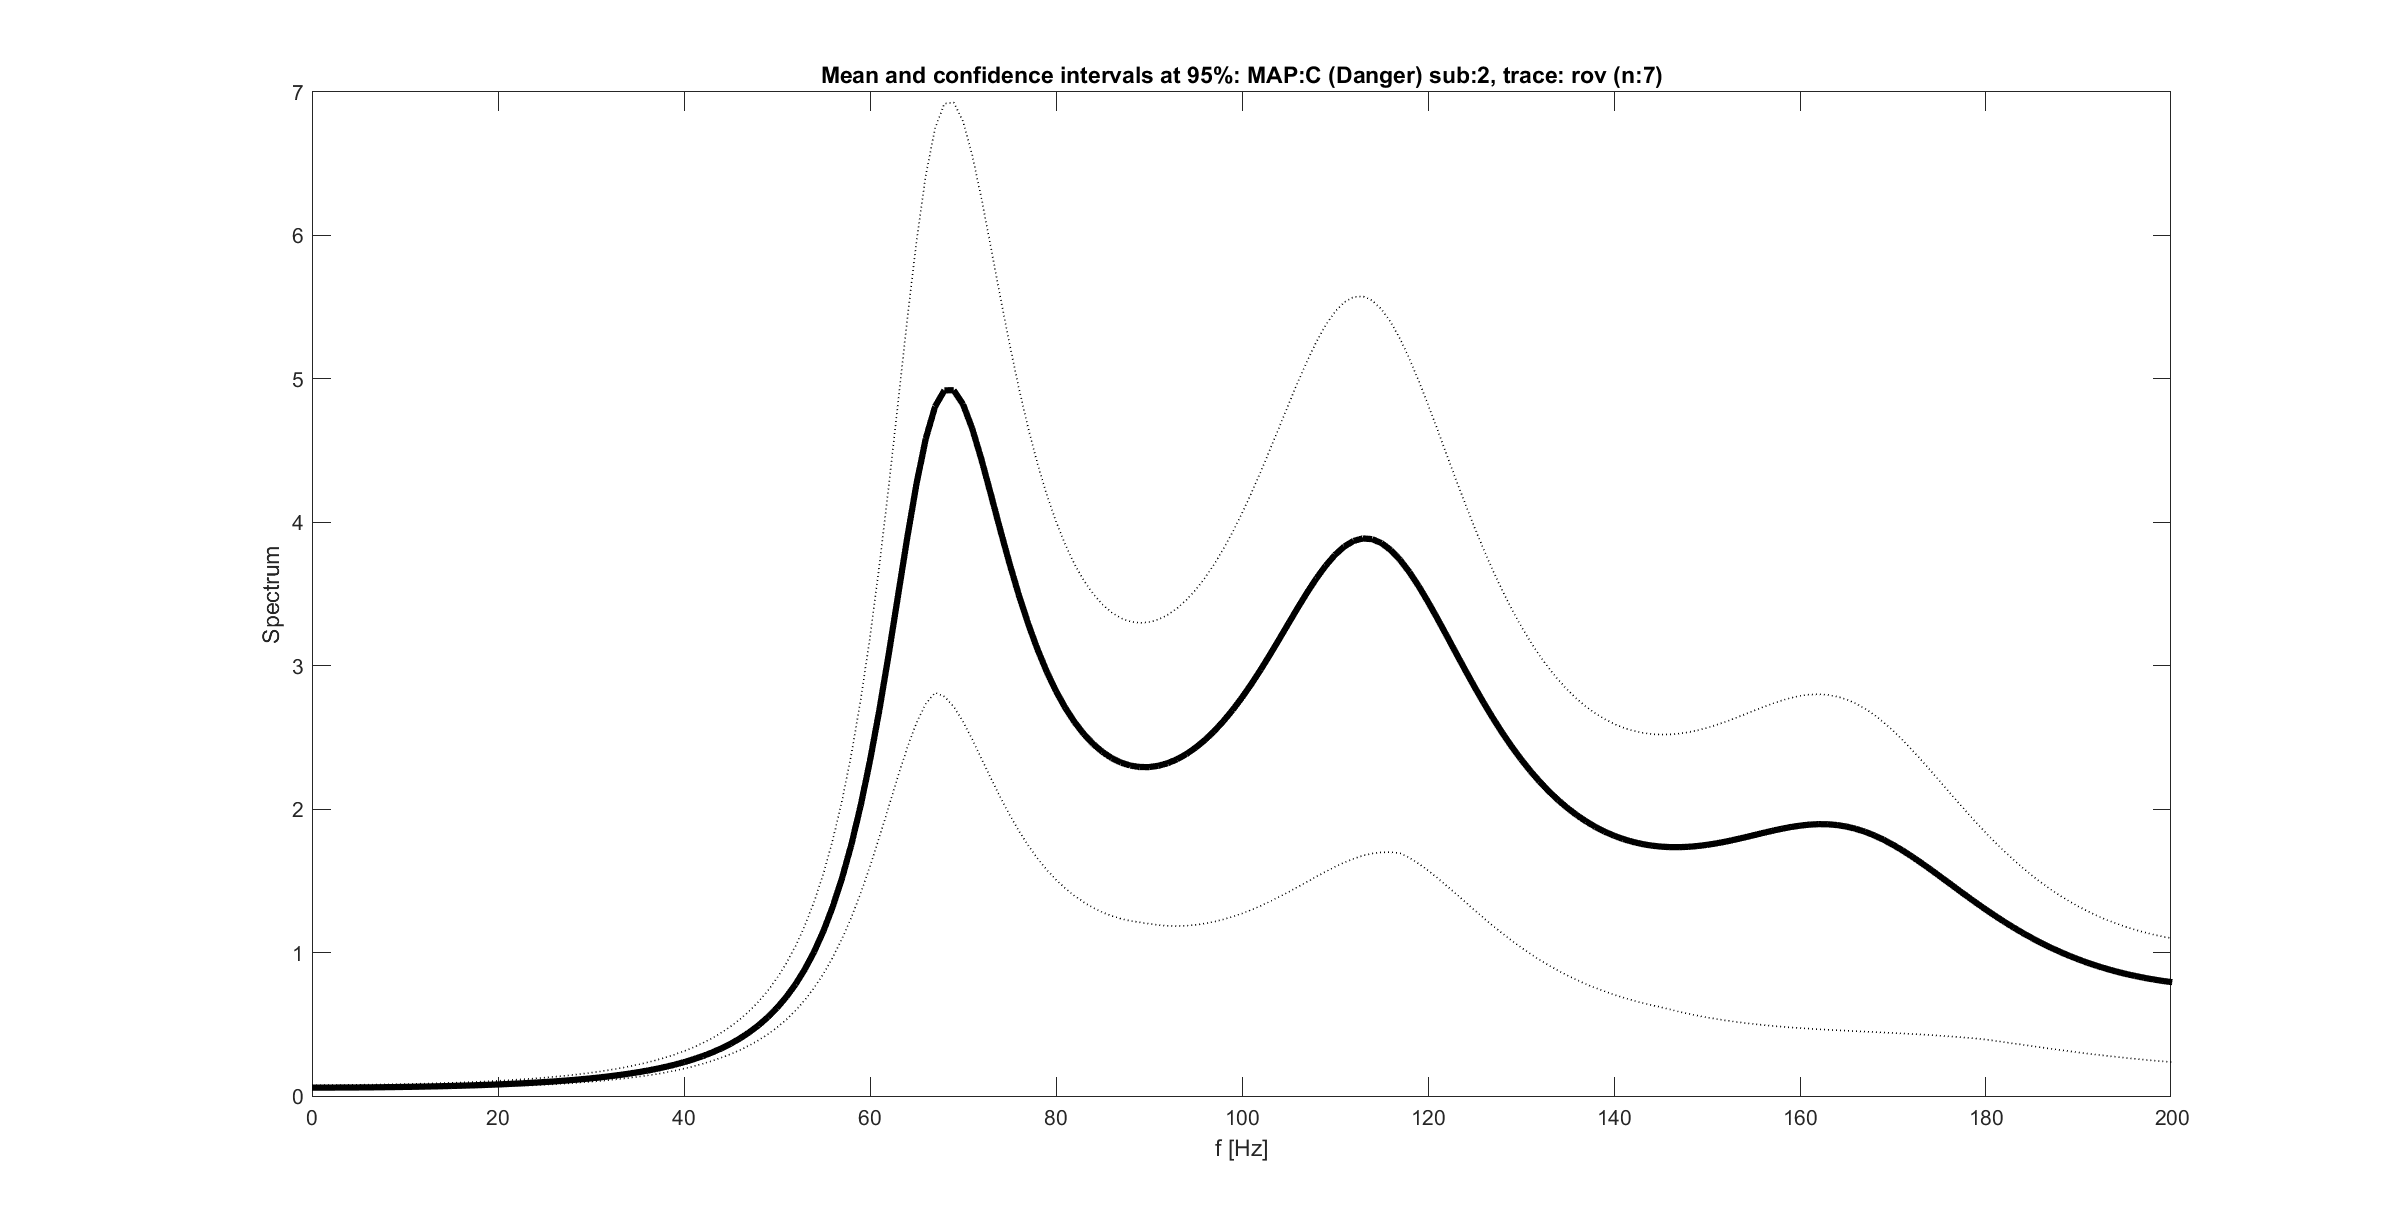 Mean and confidence intervals at 95%: MAP:C (Danger) sub:2, trace: rov (n:7)
7
6
5
4
3
2
1
0
Spectrum
0 20 40 60 80 100 120 140 160 180 200
f [Hz]